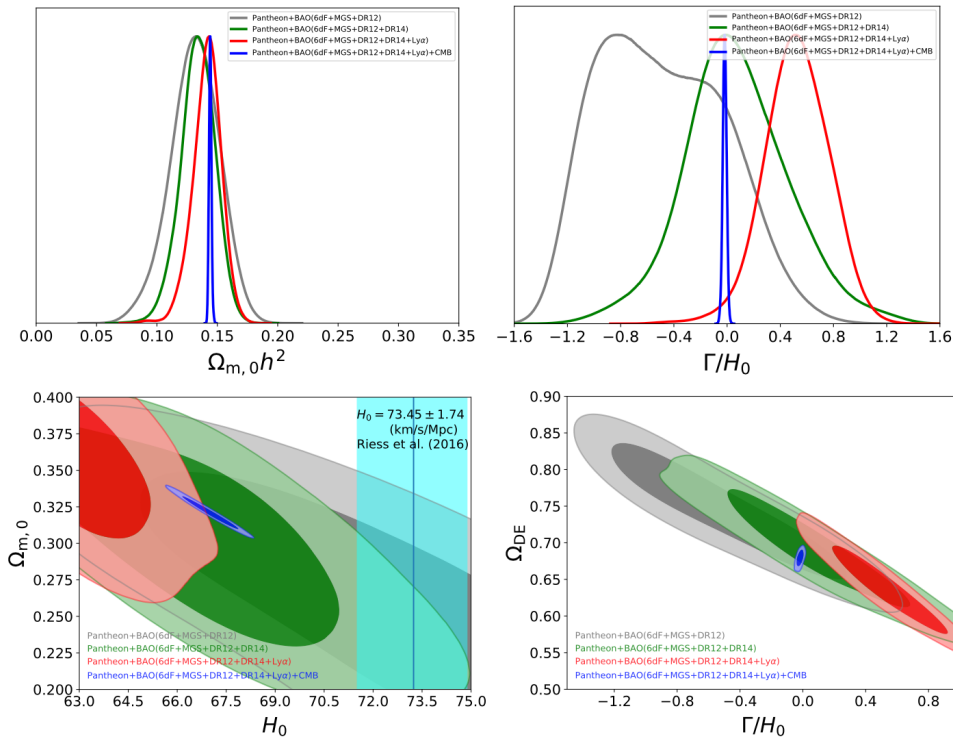 Pantheon+BAO(6dF+MGS+DR12)
Pantheon+BAO(6dF+MGS+DR12+DR14)
Pantheon+BAO(6dF+MGS+DR12+DR14+Lyα)
Pantheon+BAO(6dF+MGS+DR12+DR14+Lyα)+CMB
0.00 0.05 0.10 0.15 0.20 0.25 0.30 0.35
Ωm, 0h²
Pantheon+BAO(6dF+MGS+DR12)
Pantheon+BAO(6dF+MGS+DR12+DR14)
Pantheon+BAO(6dF+MGS+DR12+DR14+Lyα)
Pantheon+BAO(6dF+MGS+DR12+DR14+Lyα)+CMB
−1.6 −1.2 −0.8 −0.4 0.0 0.4 0.8 1.2 1.6
Γ/H0
0.400
0.375
0.350
0.325
0.300
0.275
0.250
0.225
0.200
Ωm, 0
H0 = 73.45 ± 1.74
(km/s/Mpc)
Riess et al. (2016)
Pantheon+BAO(6dF+MGS+DR12)
Pantheon+BAO(6dF+MGS+DR12+DR14)
Pantheon+BAO(6dF+MGS+DR12+DR14+Lyα)
Pantheon+BAO(6dF+MGS+DR12+DR14+Lyα)+CMB
63.0 64.5 66.0 67.5 69.0 70.5 72.0 73.5 75.0
H0
0.90
0.85
0.80
0.75
0.70
0.65
0.60
0.55
0.50
ΩDE
Pantheon+BAO(6dF+MGS+DR12)
Pantheon+BAO(6dF+MGS+DR12+DR14)
Pantheon+BAO(6dF+MGS+DR12+DR14+Lyα)
Pantheon+BAO(6dF+MGS+DR12+DR14+Lyα)+CMB
−1.2 −0.8 −0.4 0.0 0.4 0.8
Γ/H0